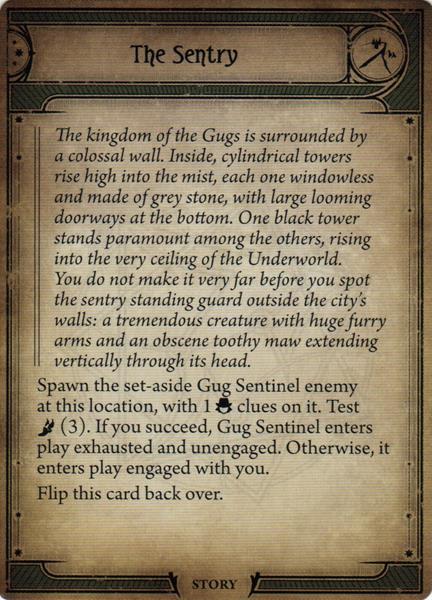 The Sentry
The kingdom of the Gugs is surrounded by
a colossal wall. Inside, cylindrical towers
rise high into the mist, each one windowless
and made of grey stone, with large looming
doorways at the bottom. One black tower
stands paramount among the others, rising
into the very ceiling of the Underworld.
You do not make it very far before you spot
the sentry standing guard outside the city's
walls: a tremendous creature with huge furry
arms and an obscene toothy maw extending
vertically through its head.
Spawn the set-aside Gug Sentinel enemy
at this location, with 1 clues on it. Test
(3). If you succeed, Gug Sentinel enters
play exhausted and unengaged. Otherwise, it
enters play engaged with you.
Flip this card back over.
STORY